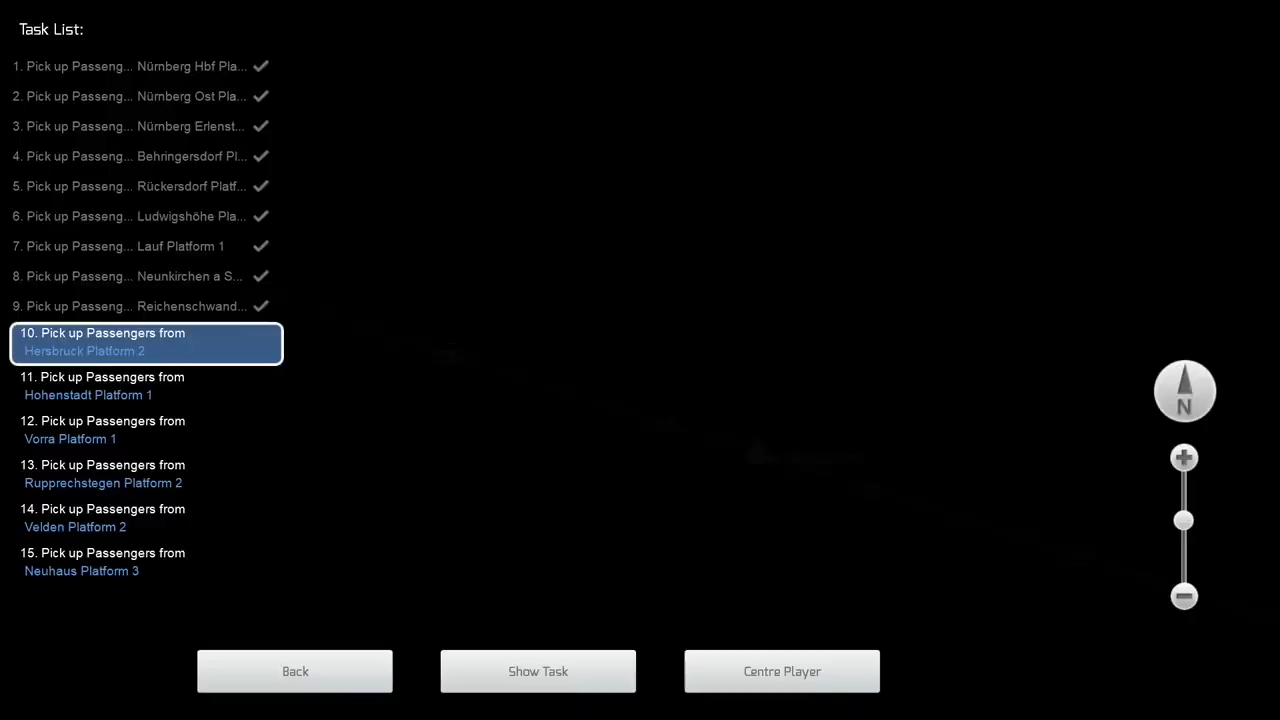 Task List:
1. Pick up Passeng... Nürnberg Hbf Pla...
2. Pick up Passeng... Nürnberg Ost Pla...
3. Pick up Passeng... Nürnberg Erlenst...
4. Pick up Passeng... Behringersdorf Pl...
5. Pick up Passeng... Rückersdorf Platf...
6. Pick up Passeng... Ludwigshöhe Pla...
7. Pick up Passeng... Lauf Platform 1
8. Pick up Passeng... Neunkirchen a S...
9. Pick up Passeng... Reichenschwand...
10. Pick up Passengers from
Hersbruck Platform 2
11. Pick up Passengers from
Hohenstadt Platform 1
12. Pick up Passengers from
Vorra Platform 1
13. Pick up Passengers from
Rupprechstegen Platform 2
14. Pick up Passengers from
Velden Platform 2
15. Pick up Passengers from
Neuhaus Platform 3
N
Back
Show Task
Centre Player